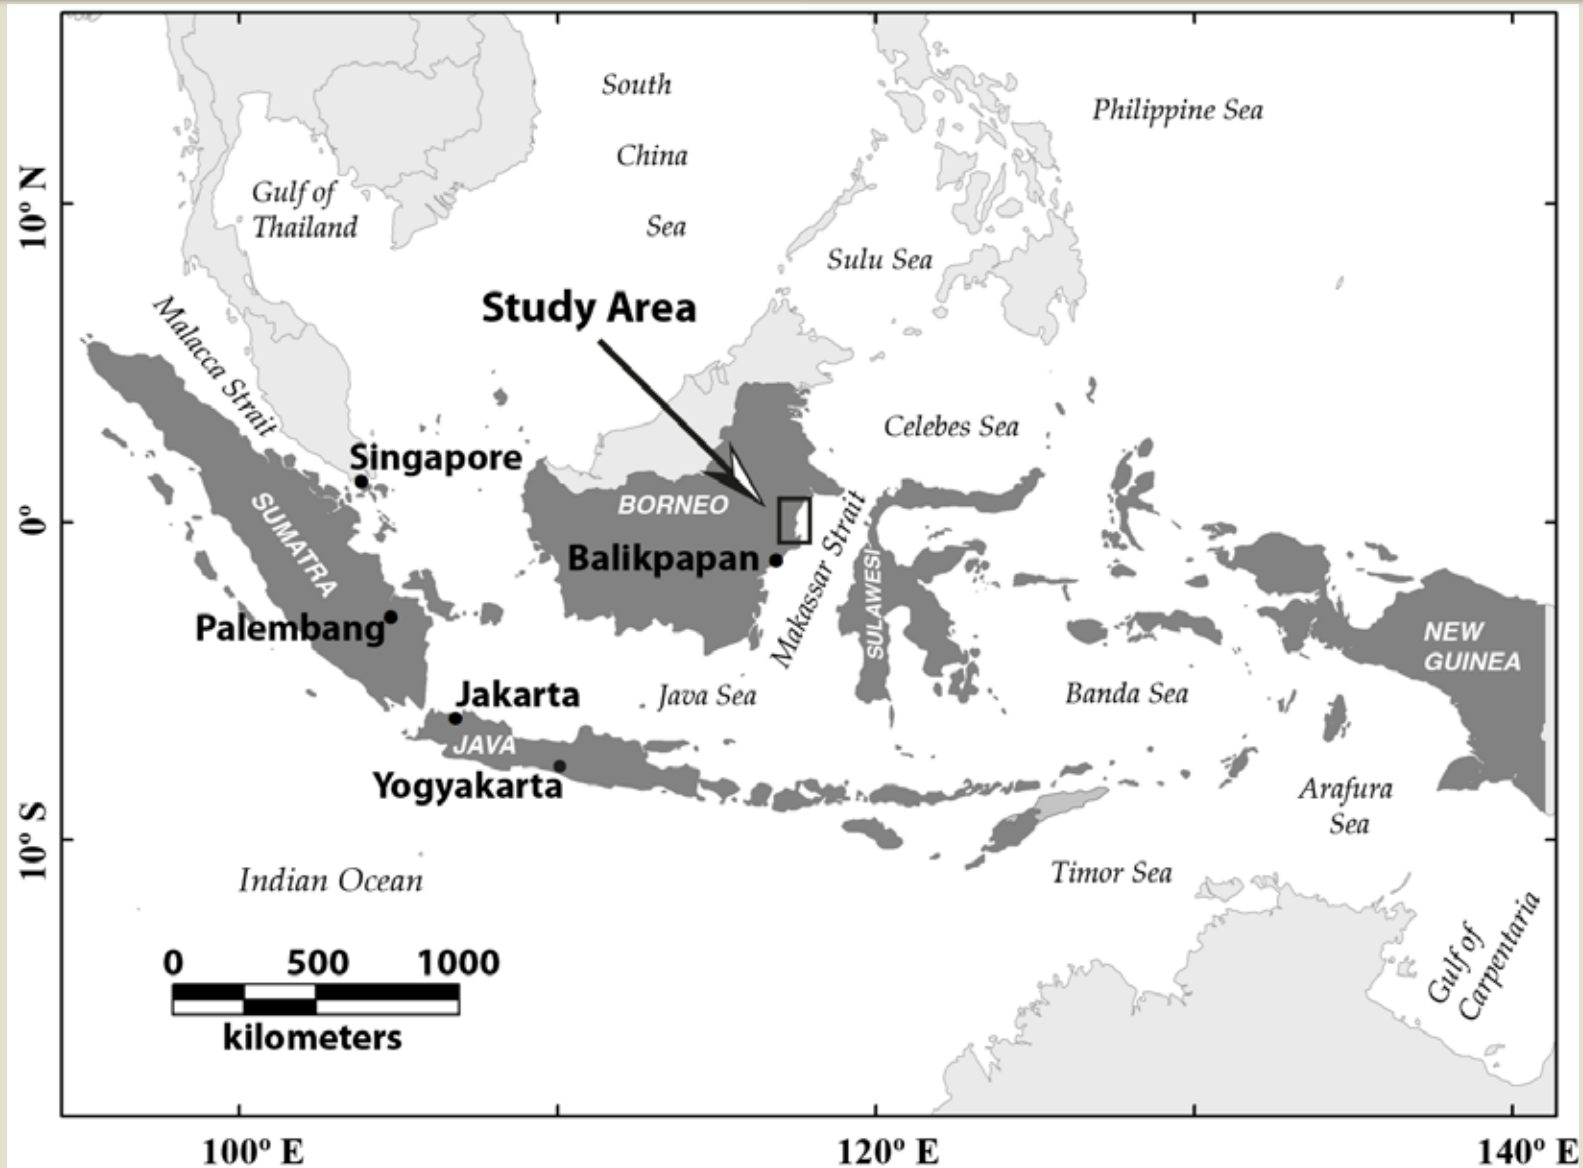 South
China
Sea
Philippine Sea
10° N
Gulf of
Thailand
Sulu Sea
Study Area
Malacca Strait
Celebes Sea
Singapore
SUMATRA
BORNEO
0°
Makassar Strait
Balikpapan
SULAWESI
Palembang
NEW
GUINEA
Jakarta
Java Sea
Banda Sea
JAVA
Yogyakarta
Arafura
Sea
10° S
Indian Ocean
Timor Sea
Gulf of
Carpentaria
0 500 1000
kilometers
100° E 120° E 140° E